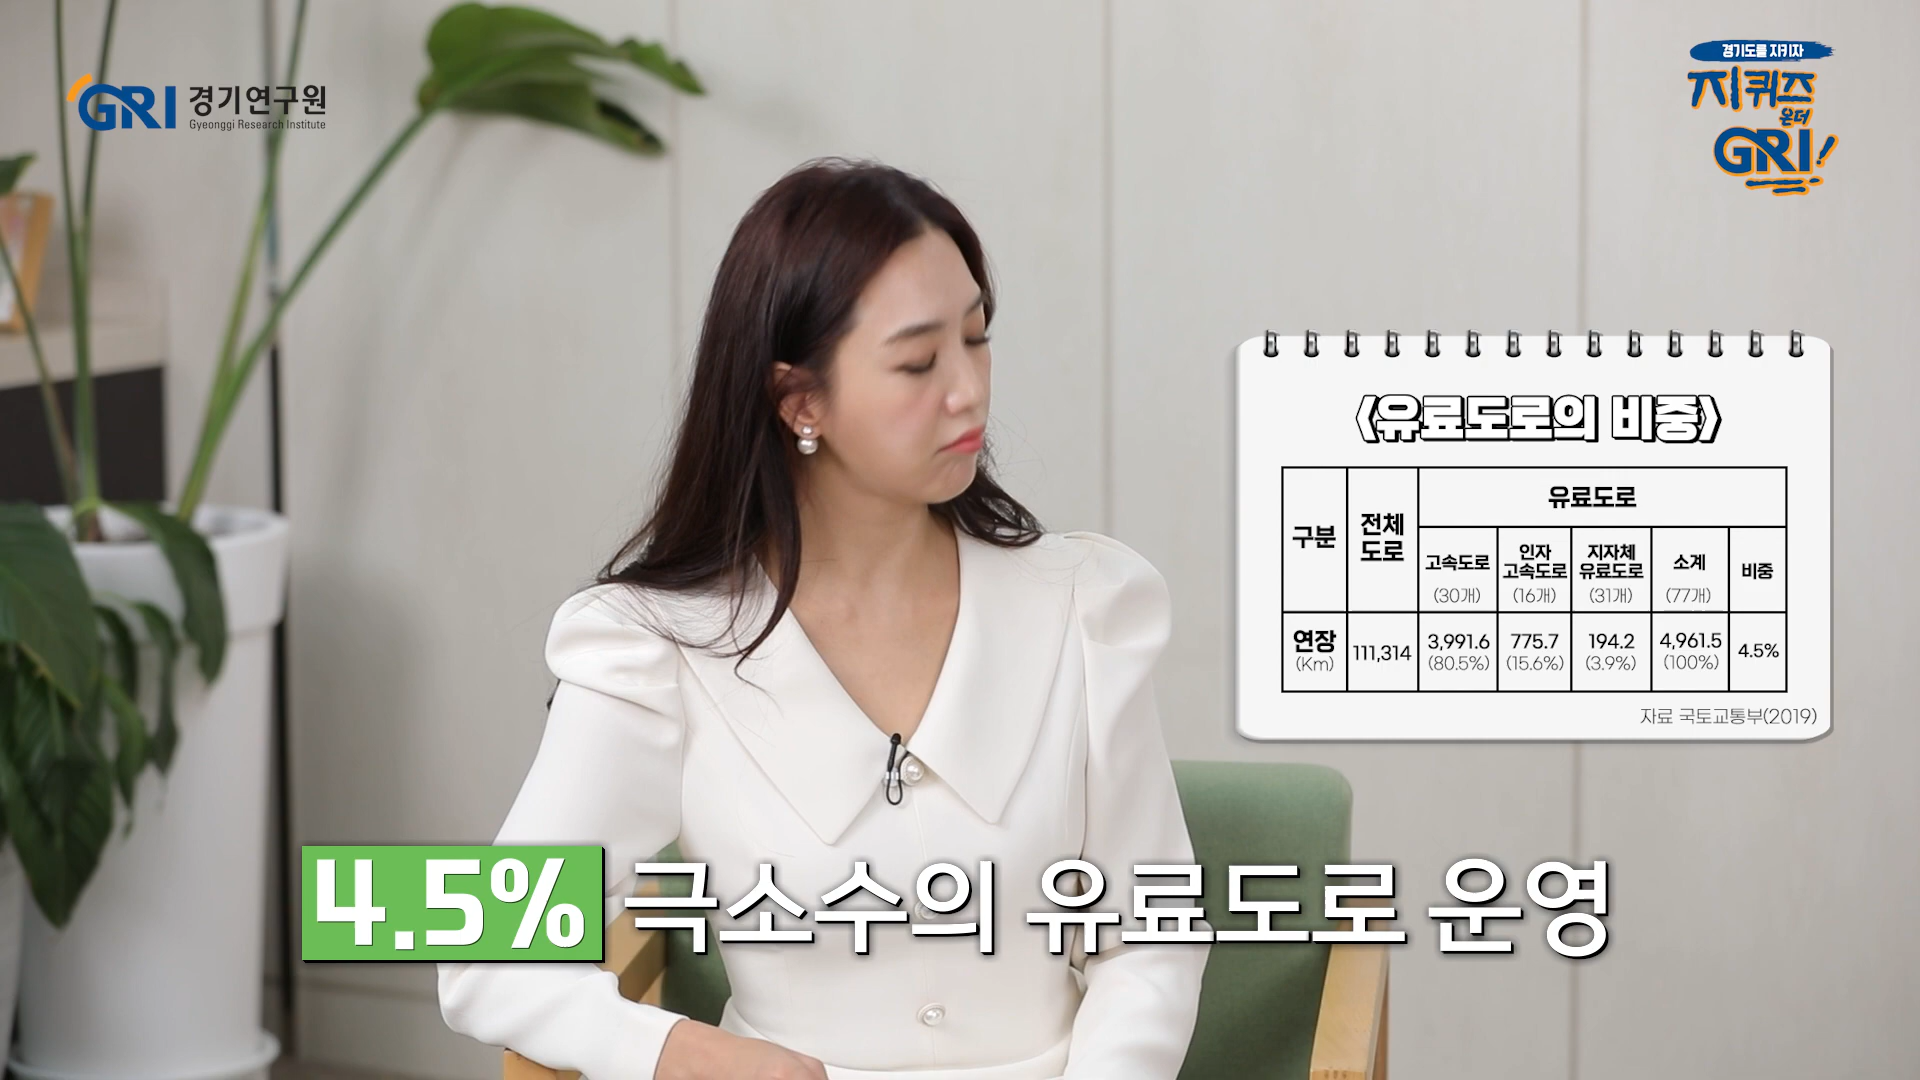 GRI 경기연구원
Gyeonggi Research Institute
경기도를 지키자
지퀴즈
온더
GRI!
<유료도로의 비중>
구분 전체 도로 유료도로
고속도로 인자 고속도로 지자체 유료도로 소계 비중
(30개) (16개) (31개) (77개)
연장 (Km) 111,314 3,991.6 775.7 194.2 4,961.5 4.5%
(80.5%) (15.6%) (3.9%) (100%)
자료 국토교통부(2019)
4.5% 극소수의 유료도로 운영